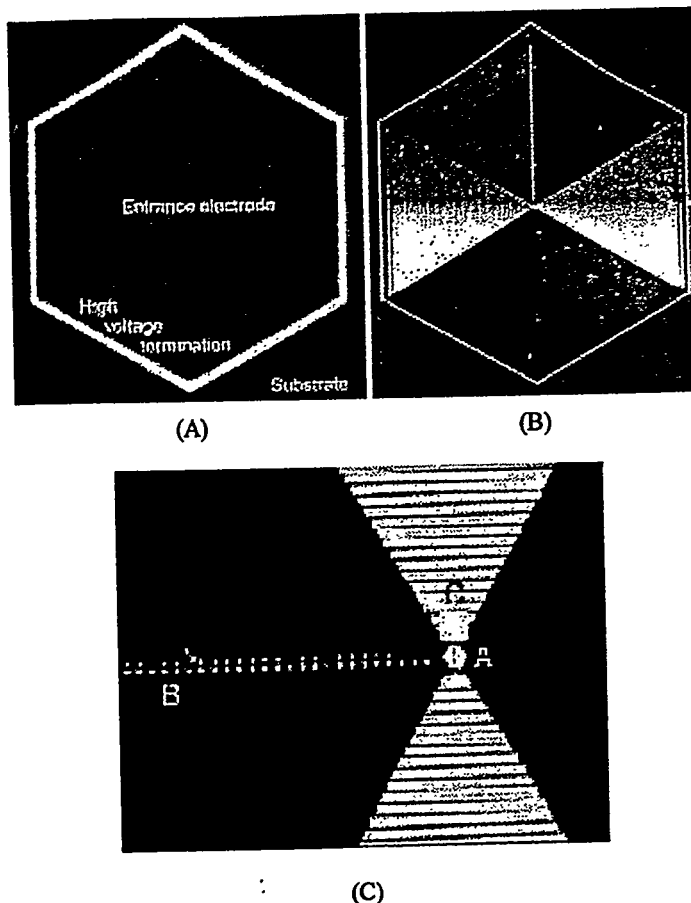 Entrance electrode
High
voltage
termination
Substrate
(A)
(B)
C
A
B
(C)